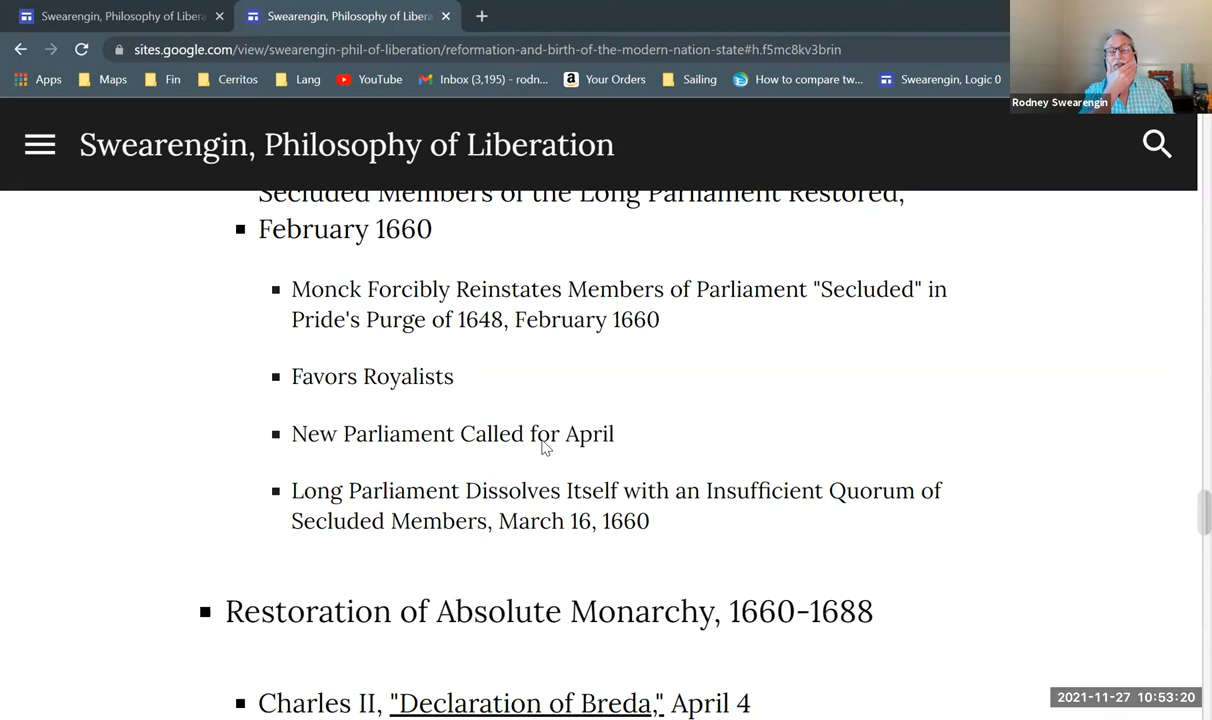 Swearengin, Philosophy of Libera
Swearengin, Philosophy of Libera
sites.google.com/view/swearengin-phil-of-liberation/reformation-and-birth-of-the-modern-nation-state#h.f5mc8kv3brin
Apps Maps Fin Cerritos Lang YouTube Inbox (3,195) - rodn... Your Orders Sailing How to compare tw... Swearengin, Logic 0
Rodney Swearengin
Swearengin, Philosophy of Liberation
Secluded Members of the Long Parliament Restored,
February 1660
Monck Forcibly Reinstates Members of Parliament "Secluded" in
Pride's Purge of 1648, February 1660
Favors Royalists
New Parliament Called for April
Long Parliament Dissolves Itself with an Insufficient Quorum of
Secluded Members, March 16, 1660
Restoration of Absolute Monarchy, 1660-1688
Charles II, "Declaration of Breda," April 4
2021-11-27 10:53:20